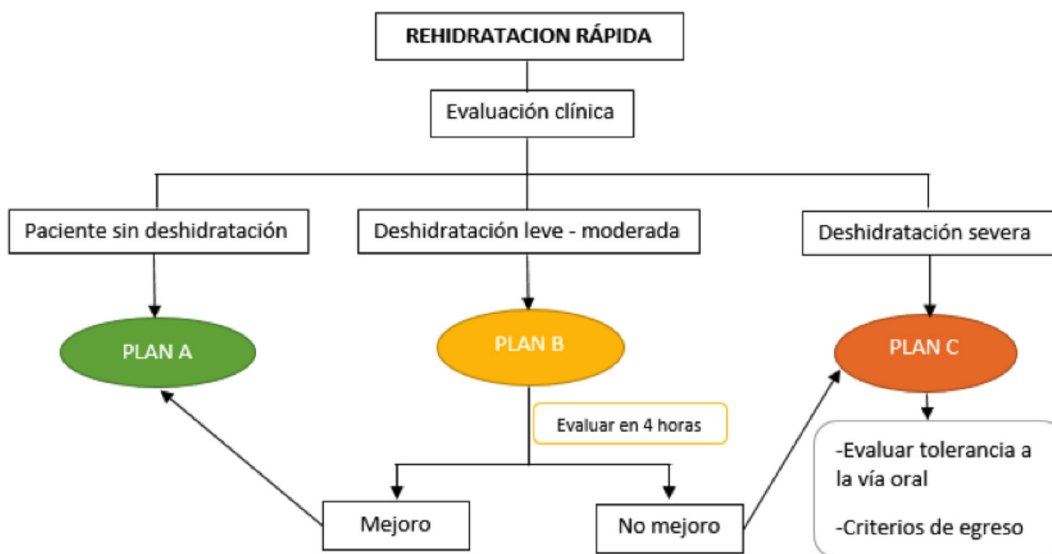 REHIDRATACION RÁPIDA
Evaluación clínica
Paciente sin deshidratación
Deshidratación leve - moderada
Deshidratación severa
PLAN A
PLAN B
PLAN C
Evaluar en 4 horas
Mejoro
No mejoro
-Evaluar tolerancia a
la vía oral
-Criterios de egreso